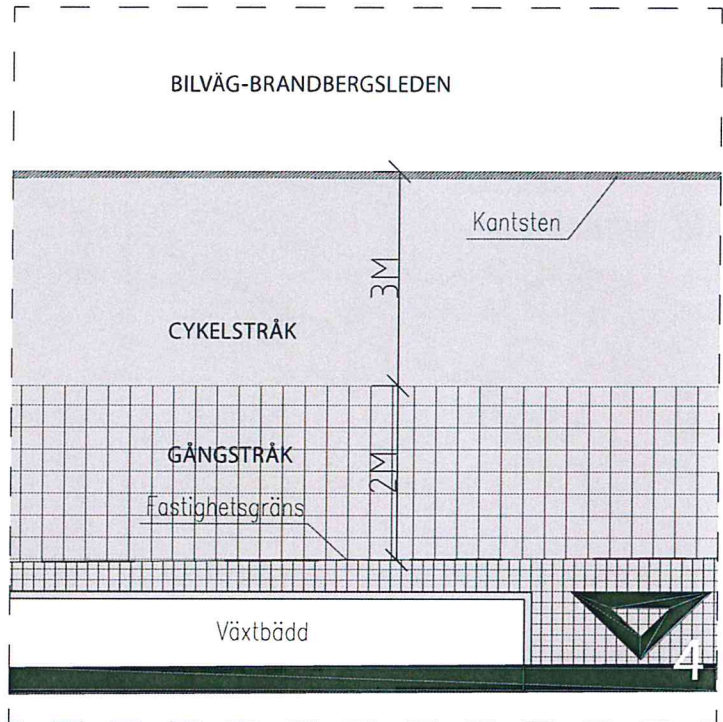 BILVÄG-BRANDBERGSLEDEN
Kantsten
3M
CYKELSTRÅK
GÅNGSTRÅK
2M
Fastighetsgräns
Växtbädd
4